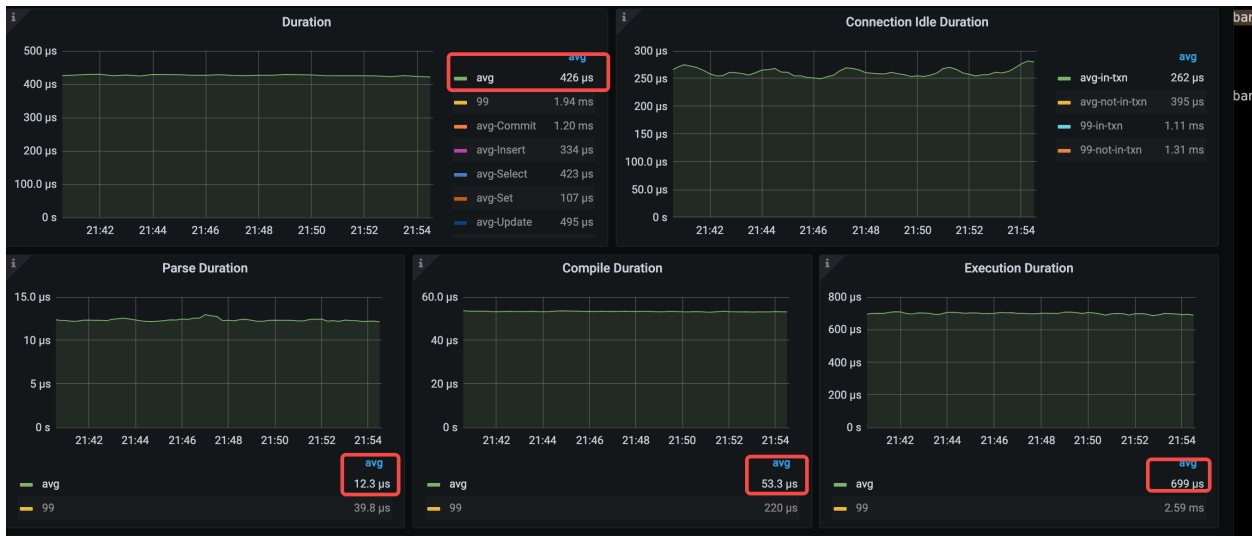 i
Duration
500 µs
400 µs
300 µs
200 µs
100.0 µs
0 s
21:42 21:44 21:46 21:48 21:50 21:52 21:54
avg
avg 426 µs
99 1.94 ms
avg-Commit 1.20 ms
avg-Insert 334 µs
avg-Select 423 µs
avg-Set 107 µs
avg-Update 495 µs
i
Connection Idle Duration
300 µs
250 µs
200 µs
150 µs
100.0 µs
50.0 µs
0 s
21:42 21:44 21:46 21:48 21:50 21:52 21:54
avg
avg-in-txn 262 µs
avg-not-in-txn 395 µs
99-in-txn 1.11 ms
99-not-in-txn 1.31 ms
bar
bar
i
Parse Duration
15.0 µs
10 µs
5 µs
0 s
21:42 21:44 21:46 21:48 21:50 21:52 21:54
avg
avg 12.3 µs
99 39.8 µs
i
Compile Duration
60.0 µs
40 µs
20 µs
0 s
21:42 21:44 21:46 21:48 21:50 21:52 21:54
avg
avg 53.3 µs
99 220 µs
i
Execution Duration
800 µs
600 µs
400 µs
200 µs
0 s
21:42 21:44 21:46 21:48 21:50 21:52 21:54
avg
avg 699 µs
99 2.59 ms